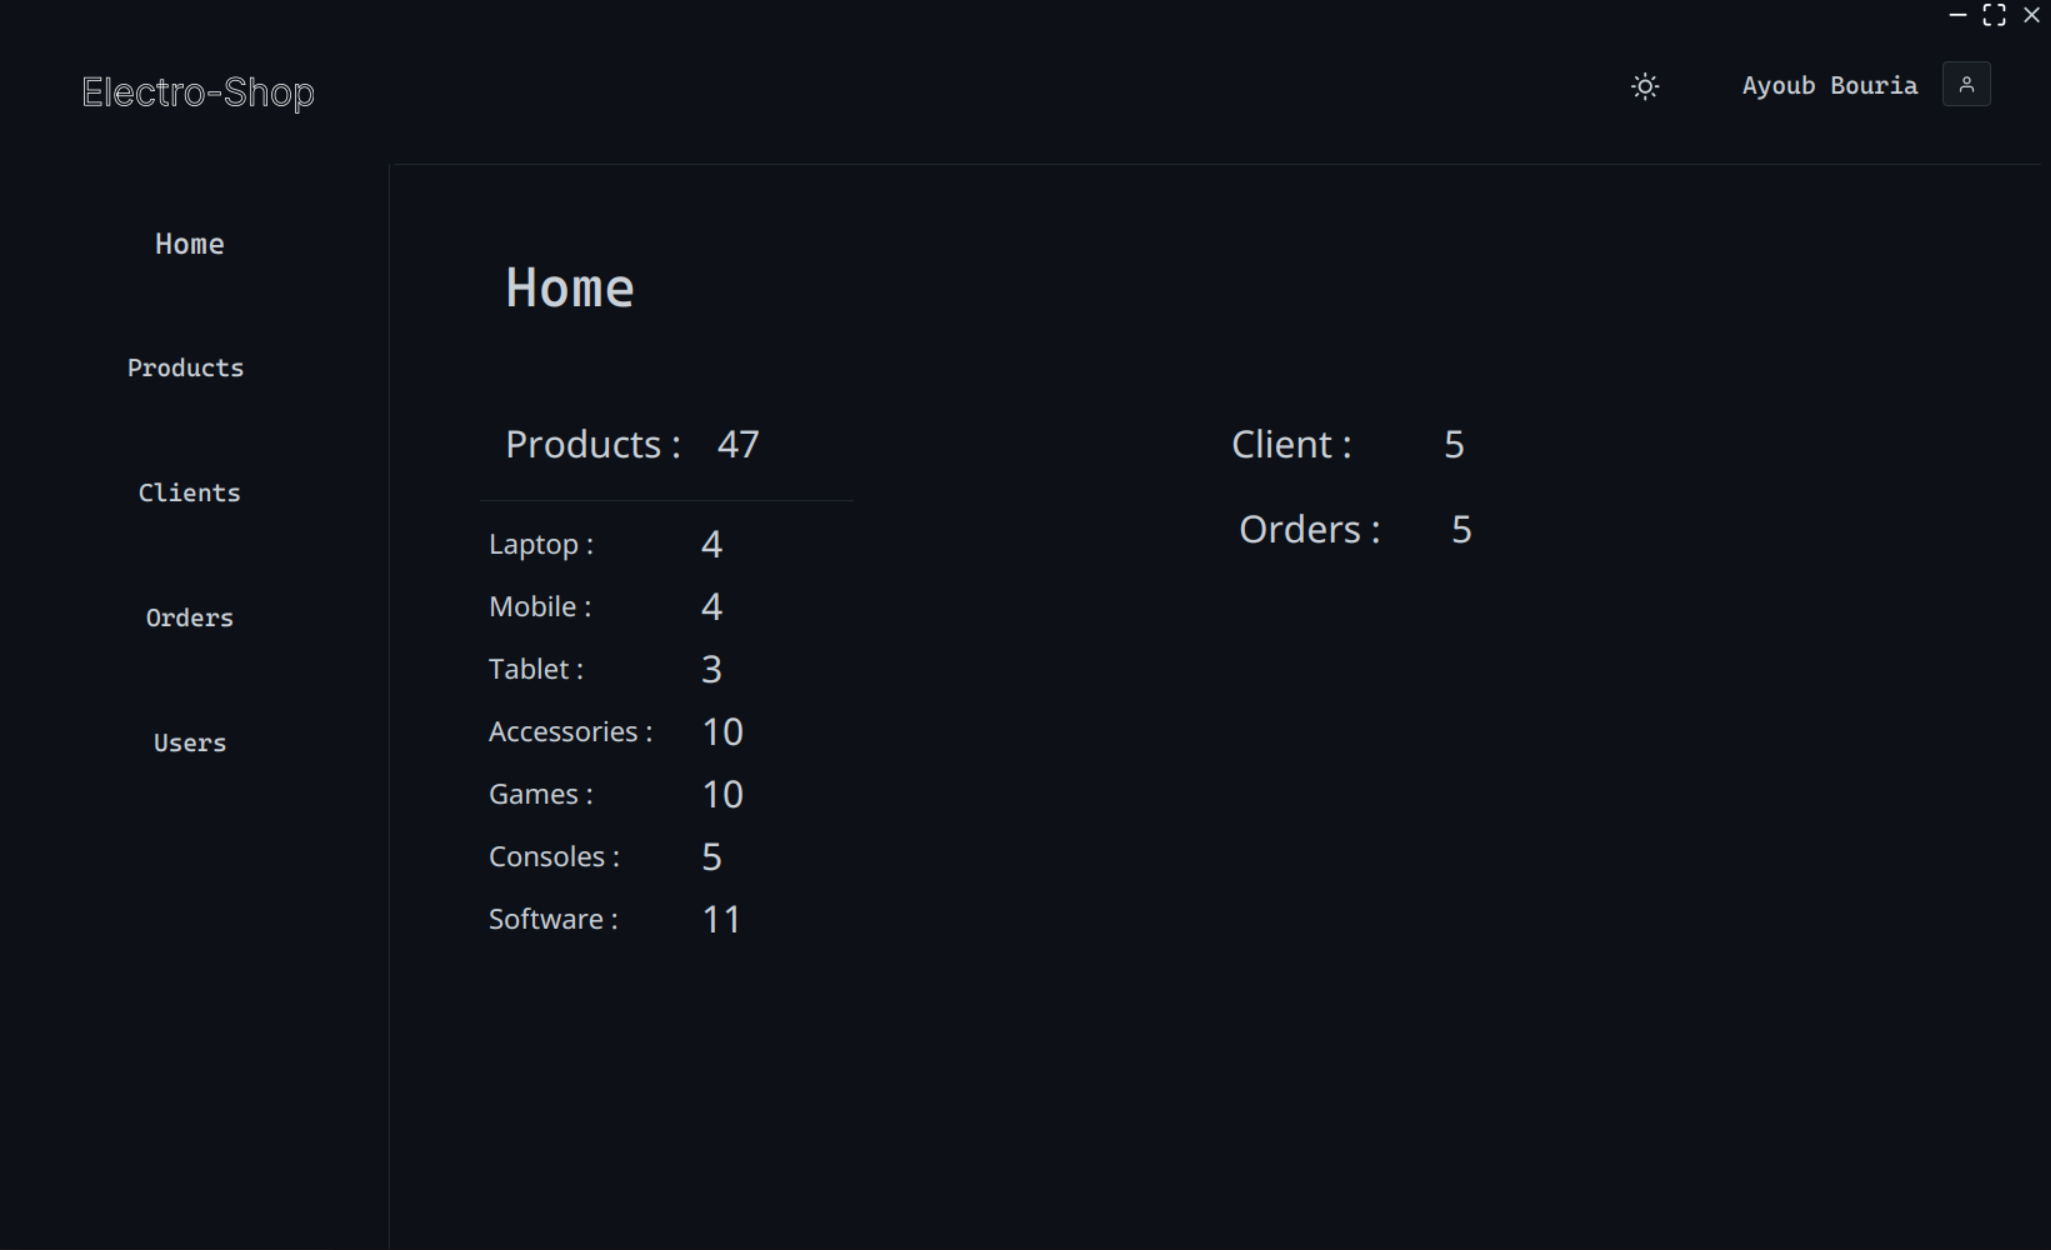 Electro-Shop
Ayoub Bouria
Home
Products
Clients
Orders
Users
Home
Products : 47
Laptop : 4
Mobile : 4
Tablet : 3
Accessories : 10
Games : 10
Consoles : 5
Software : 11
Client : 5
Orders : 5